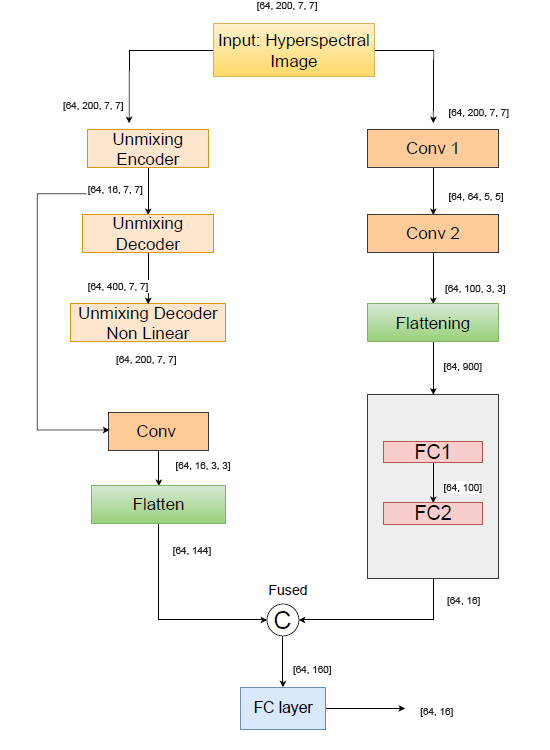 [64, 200, 7, 7]
Input: Hyperspectral
Image
[64, 200, 7, 7]
[64, 200, 7, 7]
Unmixing
Encoder
Conv 1
[64, 16, 7, 7]
[64, 64, 5, 5]
Unmixing
Decoder
Conv 2
[64, 400, 7, 7]
[64, 100, 3, 3]
Unmixing Decoder
Non Linear
Flattening
[64, 200, 7, 7]
[64, 900]
Conv
FC1
[64, 16, 3, 3]
[64, 100]
Flatten
FC2
[64, 144]
Fused
[64, 16]
C
[64, 160]
FC layer
[64, 16]